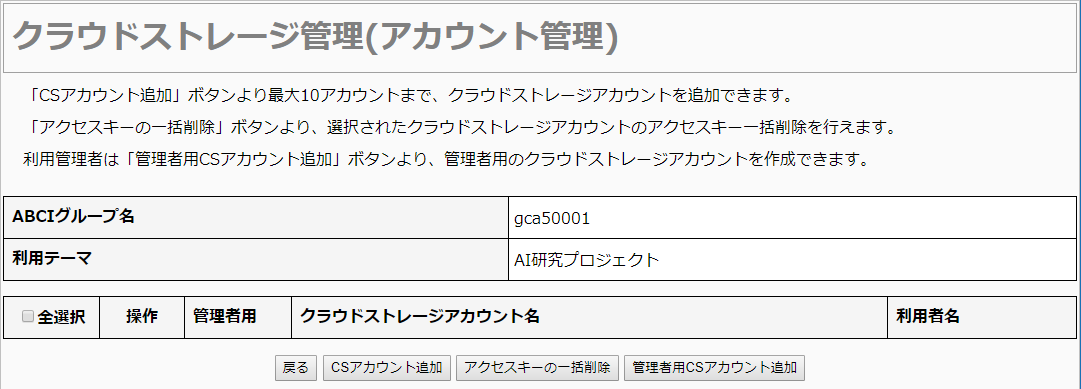 クラウドストレージ管理(アカウント管理)
「CSアカウント追加」ボタンより最大10アカウントまで、クラウドストレージアカウントを追加できます。
「アクセスキーの一括削除」ボタンより、選択されたクラウドストレージアカウントのアクセスキー一括削除を行えます。
利用管理者は「管理者用CSアカウント追加」ボタンより、管理者用のクラウドストレージアカウントを作成できます。
ABCIグループ名 gca50001
利用テーマ AI研究プロジェクト
全選択 操作 管理者用 クラウドストレージアカウント名 利用者名
戻る CSアカウント追加 アクセスキーの一括削除 管理者用CSアカウント追加